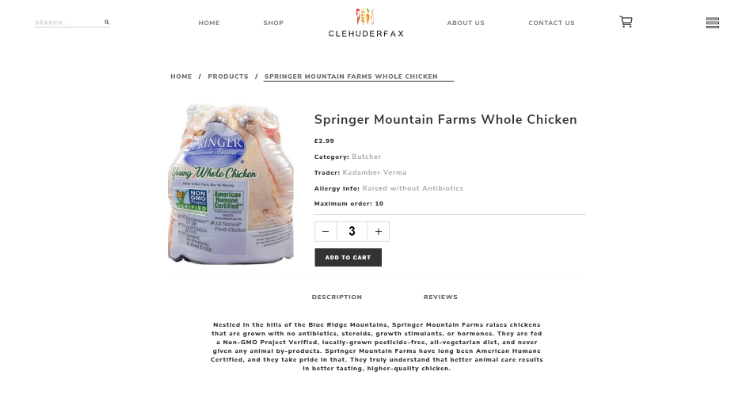 SEARCH...
HOME
SHOP
CLEHUDERFAX
ABOUT US
CONTACT US
HOME / PRODUCTS / SPRINGER MOUNTAIN FARMS WHOLE CHICKEN
SPRINGER
Young Whole Chicken
NON
GMO
American
Humane
Certified
All Natural
Fresh Chicken
Springer Mountain Farms Whole Chicken
£2.99
Category: Butcher
Trader: Kadamber Verma
Allergy Info: Raised without Antibiotics
Maximum order: 10
− 3 +
ADD TO CART
DESCRIPTION
REVIEWS
Nestled in the hills of the Blue Ridge Mountains, Springer Mountain Farms raises chickens
that are grown with no antibiotics, steroids, growth stimulants, or hormones. They are fed
a Non-GMO Project Verified, locally-grown pesticide-free, all-vegetarian diet, and never
given any animal by-products. Springer Mountain Farms have long been American Humane
Certified, and they take pride in that. They truly understand that better animal care results
in better tasting, higher-quality chicken.